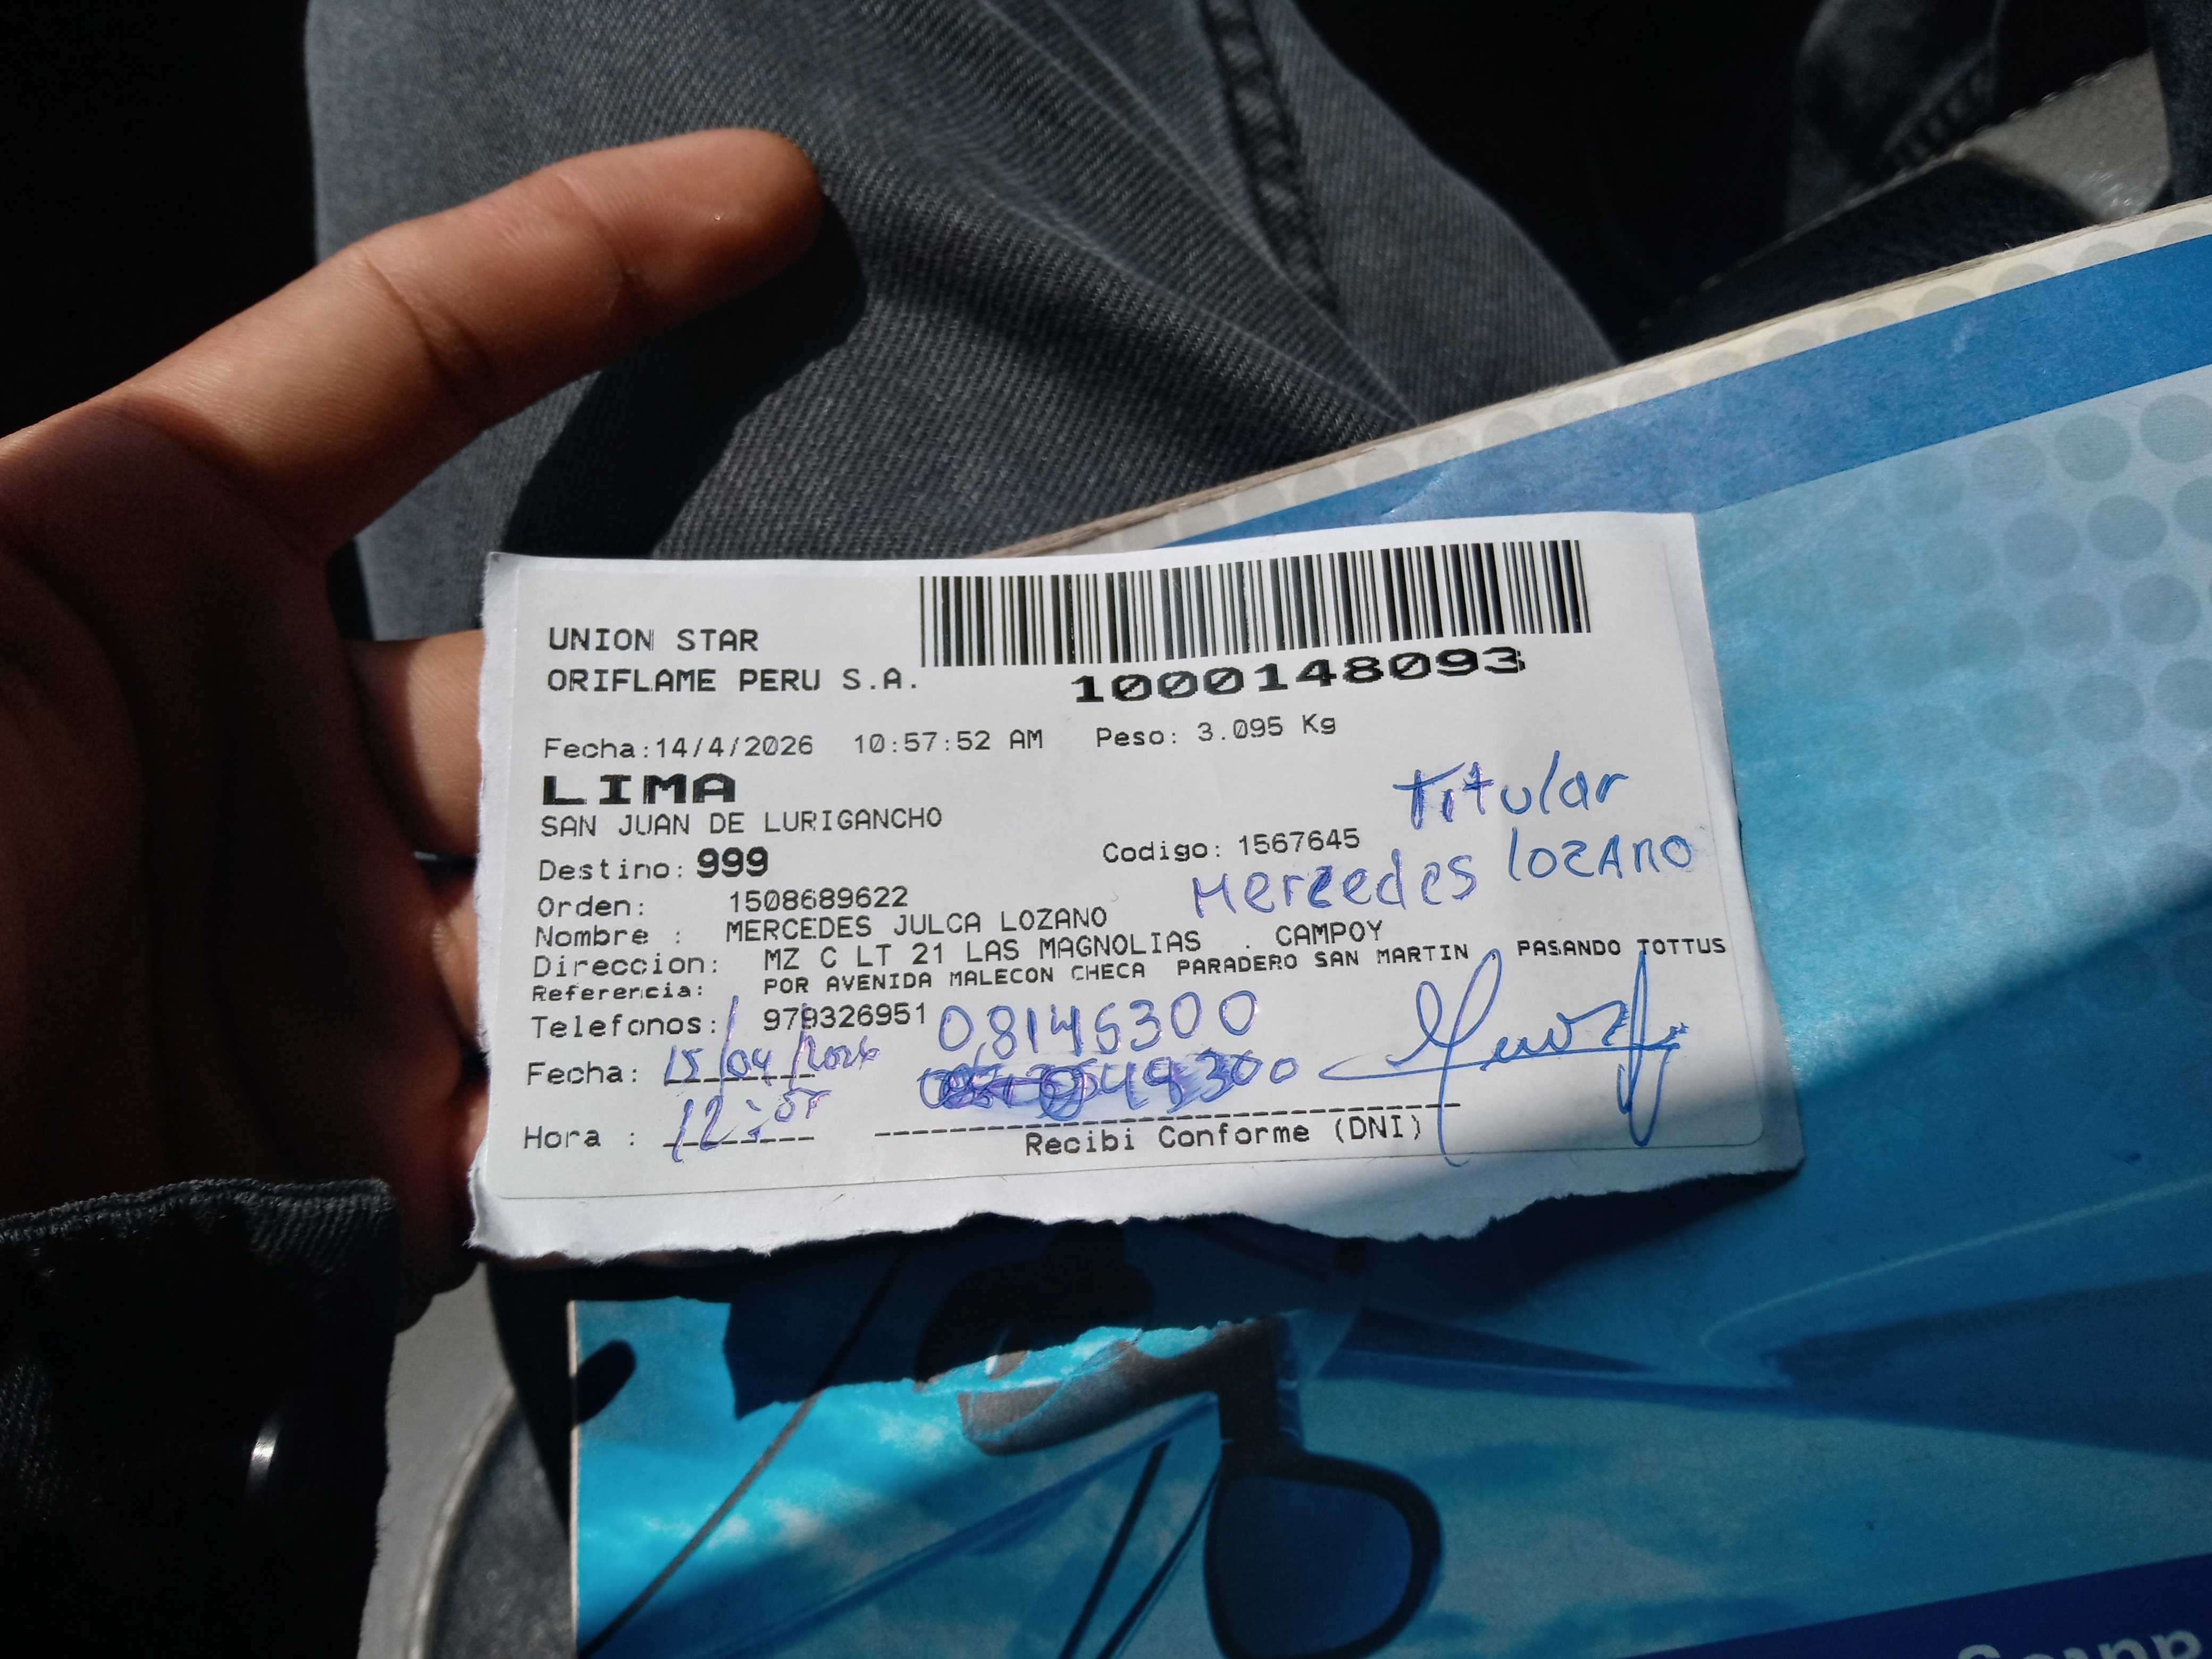 UNION STAR
ORIFLAME PERU S.A.
1000148093
Fecha:14/4/2026 10:57:52 AM Peso: 3.095 Kg
LIMA
SAN JUAN DE LURIGANCHO
Titular
Destino: 999 Codigo: 1567645
Mercedes LOZANO
Orden: 1508689622
Nombre : MERCEDES JULCA LOZANO
Direccion: MZ C LT 21 LAS MAGNOLIAS . CAMPOY
Referencia: POR AVENIDA MALECON CHECA PARADERO SAN MARTIN , PASANDO TOTTUS
Telefonos: 979326951 08146300
Fecha: 15/04/2026
Hora : 12:05
Recibi Conforme (DNI)